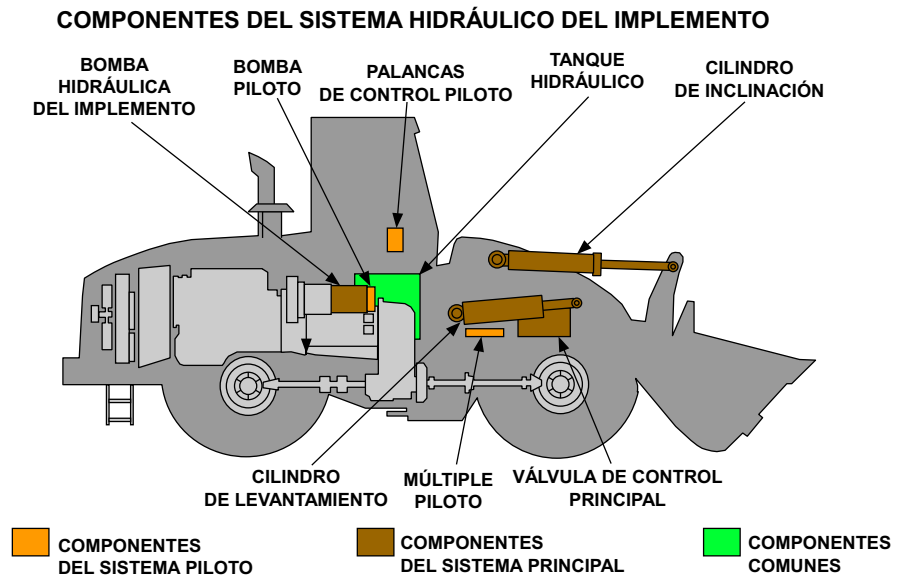 COMPONENTES DEL SISTEMA HIDRÁULICO DEL IMPLEMENTO
BOMBA
HIDRÁULICA
DEL IMPLEMENTO
BOMBA
PILOTO
PALANCAS
DE CONTROL PILOTO
TANQUE
HIDRÁULICO
CILINDRO
DE INCLINACIÓN
CILINDRO
DE LEVANTAMIENTO
MÚLTIPLE
PILOTO
VÁLVULA DE CONTROL
PRINCIPAL
COMPONENTES
DEL SISTEMA PILOTO
COMPONENTES
DEL SISTEMA PRINCIPAL
COMPONENTES
COMUNES